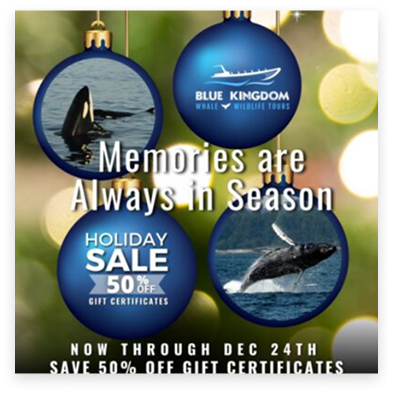 BLUE KINGDOM
WHALE WILDLIFE TOURS
Memories are
Always in Season
HOLIDAY
SALE
50% OFF
GIFT CERTIFICATES
NOW THROUGH DEC 24TH
SAVE 50% OFF GIFT CERTIFICATES